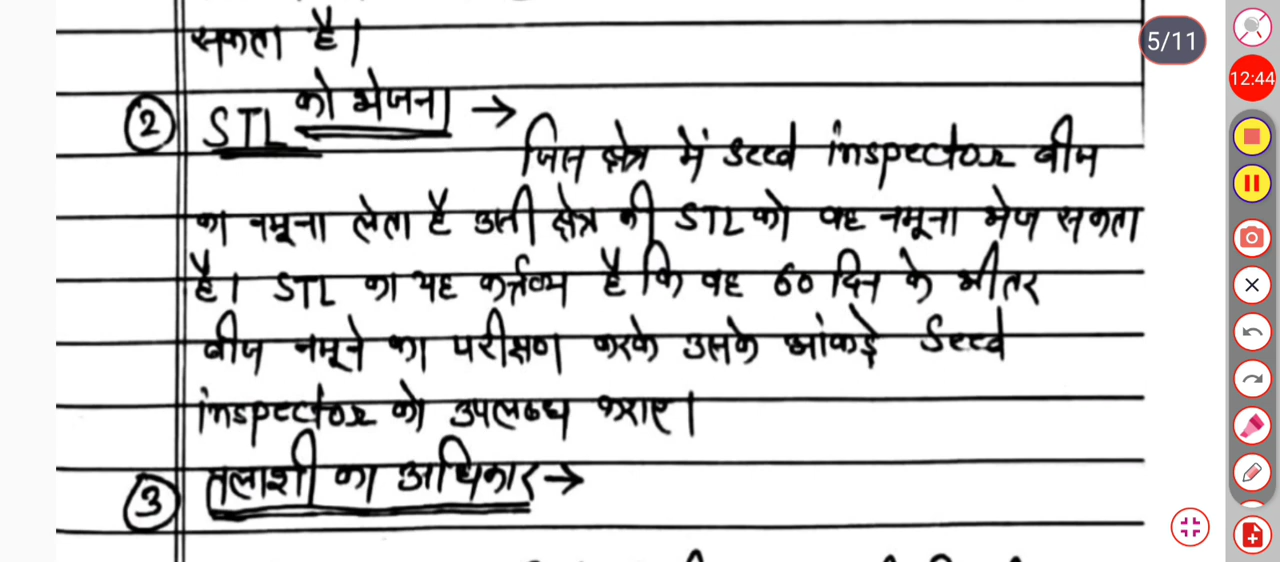 सकता है।
5/11
12:44
② STL को भेजना →
जिस क्षेत्र में Seed inspector बीज
का नमूना लेता है उसी क्षेत्र की STL को वह नमूना भेज सकता
है। STL का यह कर्त्तव्य है कि वह 60 दिन के भीतर
बीज नमूने का परीक्षण करके उसके आंकड़े Seed
inspector को उपलब्ध कराए।
③ तलाशी का अधिकार →